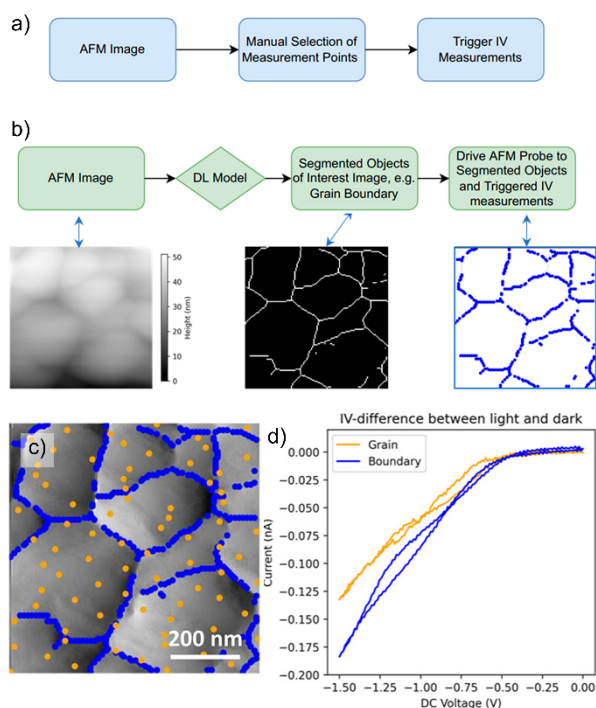 a)
AFM Image
Manual Selection of
Measurement Points
Trigger IV
Measurements
b)
AFM Image
DL Model
Segmented Objects
of Interest Image, e.g.
Grain Boundary
Drive AFM Probe to
Segmented Objects
and Triggered IV
measurements
50
40
30
20
10
0
Height (nm)
c)
200 nm
d)
IV-difference between light and dark
Grain
Boundary
0.000
−0.025
−0.050
−0.075
−0.100
−0.125
−0.150
−0.175
−0.200
Current (nA)
−1.50
−1.25
−1.00
−0.75
−0.50
−0.25
0.00
DC Voltage (V)